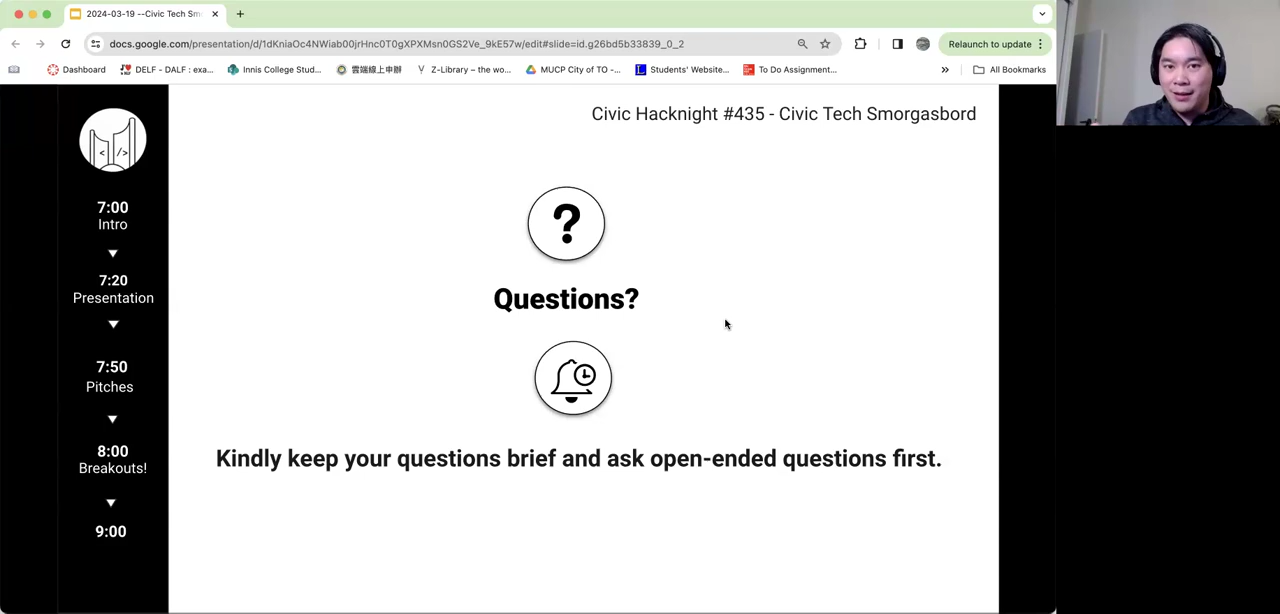 2024-03-19 --Civic Tech Sm
docs.google.com/presentation/d/1dKniaOc4NWiab00jrHnc0T0gXPXMsn0GS2Ve_9kE57w/edit#slide=id.g26bd5b33839_0_2
Relaunch to update
Dashboard
DELF - DALF : exa...
Innis College Stud...
雲端線上申辦
Z-Library – the wo...
MUCP City of TO -...
Students' Website...
To Do Assignment...
All Bookmarks
Civic Hacknight #435 - Civic Tech Smorgasbord
< />
7:00
Intro
7:20
Presentation
7:50
Pitches
8:00
Breakouts!
9:00
?
Questions?
Kindly keep your questions brief and ask open-ended questions first.